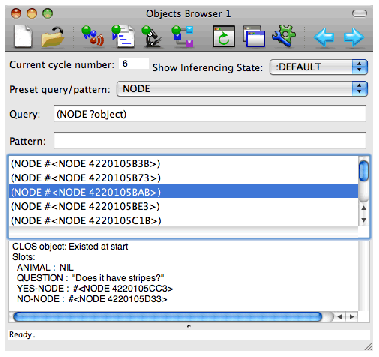 Objects Browser 1
Current cycle number: 6 Show Inferencing State: :DEFAULT
Preset query/pattern: NODE
Query: (NODE ?object)
Pattern:
(NODE #<NODE 4220105B3B>)
(NODE #<NODE 4220105B73>)
(NODE #<NODE 4220105BAB>)
(NODE #<NODE 4220105BE3>)
(NODE #<NODE 4220105C1B>)
CLOS object: Existed at start
Slots:
ANIMAL : NIL
QUESTION : "Does it have stripes?"
YES-NODE : #<NODE 4220105CC3>
NO-NODE : #<NODE 4220105D33>
Ready.